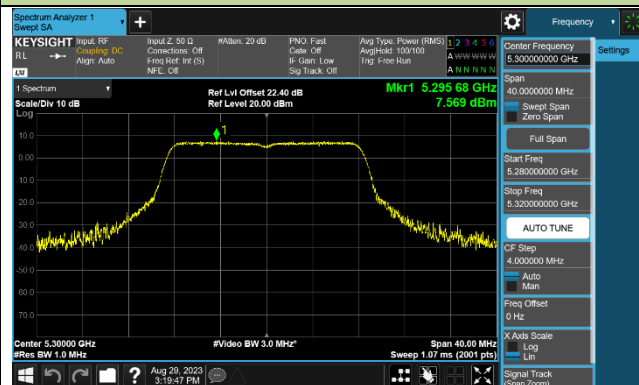 Spectrum Analyzer 1
Swept SA
Frequency
KEYSIGHT
Input: RF
Coupling: DC
Align: Auto
Input Z: 50 Ω
Corrections: Off
Freq Ref: Int (S)
NFE: Off
#Atten: 20 dB
PNO: Fast
Gate: Off
IF Gain: Low
Sig Track: Off
Avg Type: Power (RMS)
Avg|Hold: 100/100
Trig: Free Run
1 2 3 4 5 6
A W W W W W
A N N N N N
RL
LXI
1 Spectrum
Scale/Div 10 dB
Log
Ref Lvl Offset 22.40 dB
Ref Level 20.00 dBm
Mkr1 5.295 68 GHz
7.569 dBm
1
10.0
0.00
-10.0
-20.0
-30.0
-40.0
-50.0
-60.0
-70.0
Center 5.30000 GHz
#Res BW 1.0 MHz
#Video BW 3.0 MHz*
Span 40.00 MHz
Sweep 1.07 ms (2001 pts)
Aug 29, 2023
3:19:47 PM
Center Frequency
5.300000000 GHz
Settings
Span
40.0000000 MHz
Swept Span
Zero Span
Full Span
Start Freq
5.280000000 GHz
Stop Freq
5.320000000 GHz
AUTO TUNE
CF Step
4.000000 MHz
Auto
Man
Freq Offset
0 Hz
X Axis Scale
Log
Lin
Signal Track
(Span Zoom)